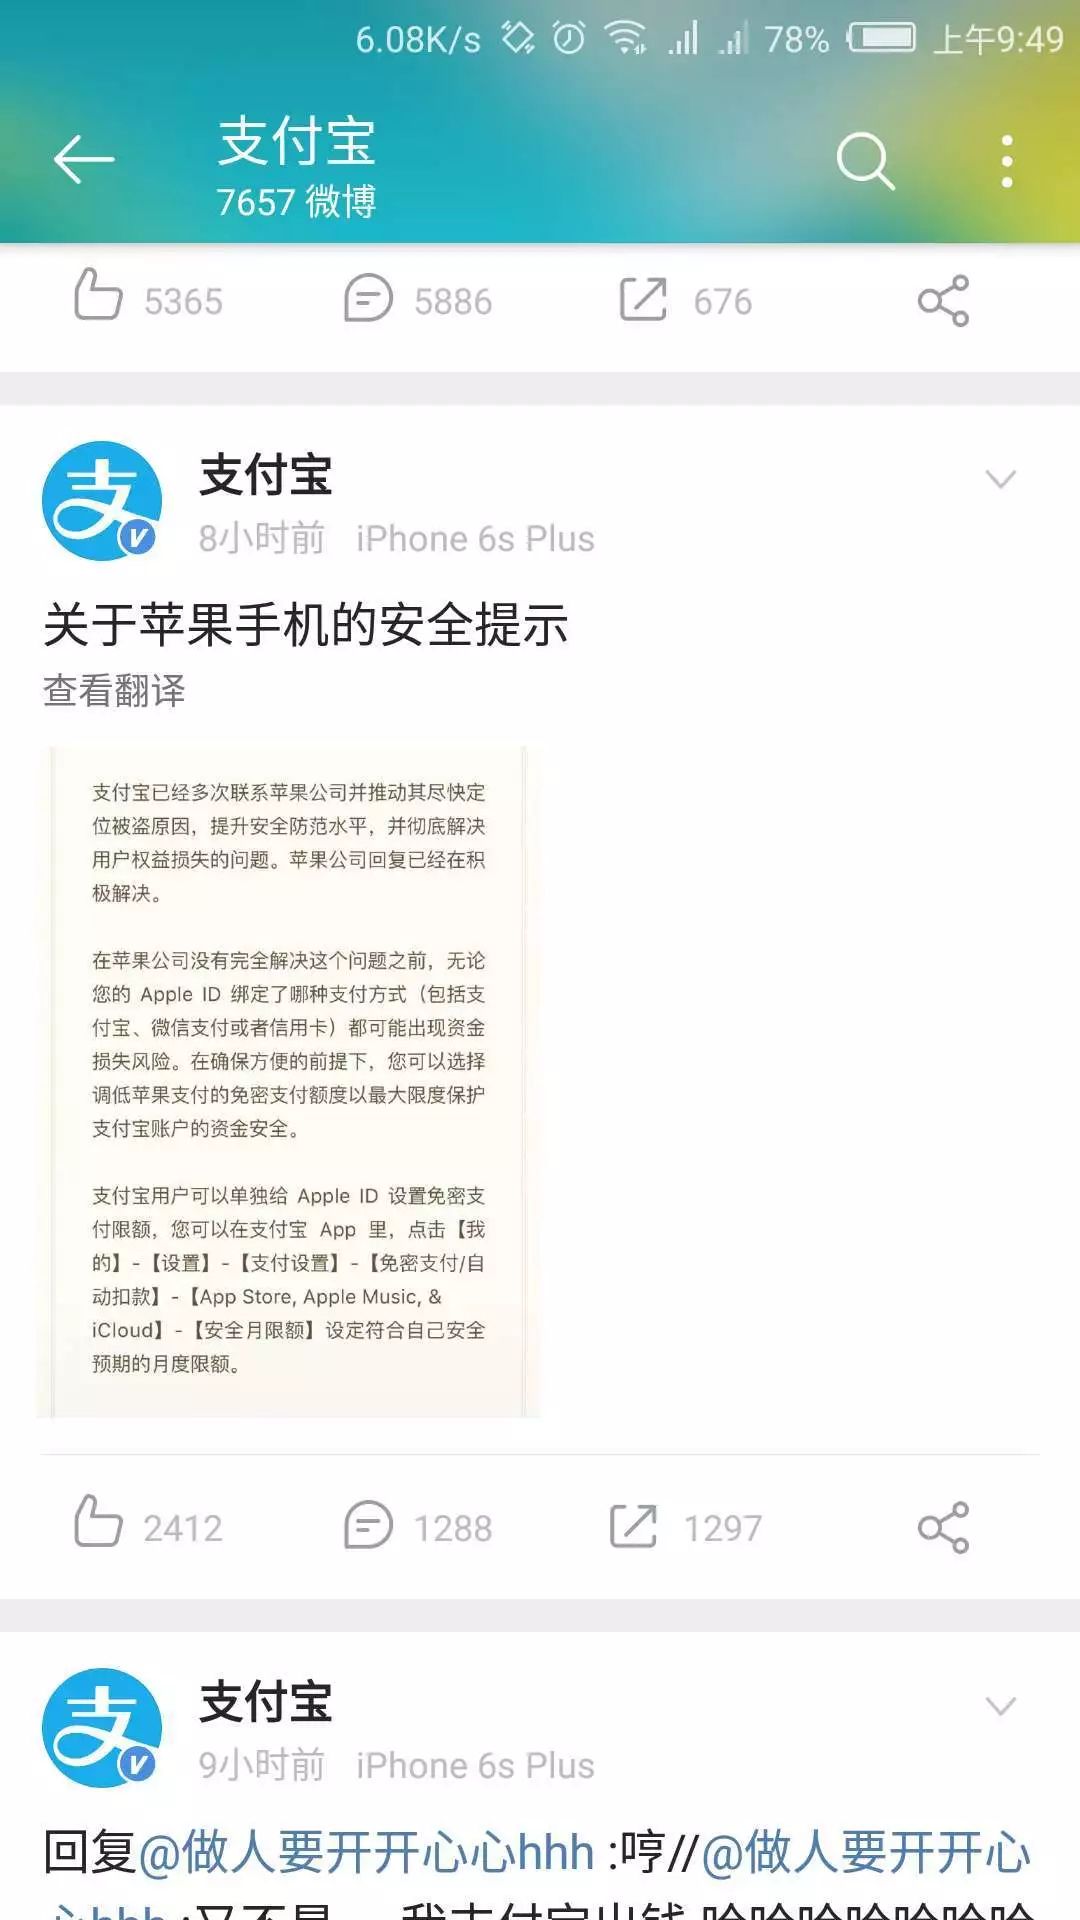 6.08K/s 78% 上午9:49
支付宝
7657 微博
5365 5886 676
支付宝
8小时前 iPhone 6s Plus
关于苹果手机的安全提示
查看翻译
支付宝已经多次联系苹果公司并推动其尽快定
位被盗原因，提升安全防范水平，并彻底解决
用户权益损失的问题。苹果公司回复已经在积
极解决。
在苹果公司没有完全解决这个问题之前，无论
您的 Apple ID 绑定了哪种支付方式（包括支
付宝、微信支付或者信用卡）都可能出现资金
损失风险。在确保方便的前提下，您可以选择
调低苹果支付的免密支付额度以最大限度保护
支付宝账户的资金安全。
支付宝用户可以单独给 Apple ID 设置免密支
付限额，您可以在支付宝 App 里，点击【我
的】-【设置】-【支付设置】-【免密支付/自
动扣款】-【App Store, Apple Music, &
iCloud】-【安全月限额】设定符合自己安全
预期的月度限额。
2412 1288 1297
支付宝
9小时前 iPhone 6s Plus
回复@做人要开开心心hhh :哼//@做人要开开心
心hhh :又不是 我支付宝出钱 哈哈哈哈哈哈哈